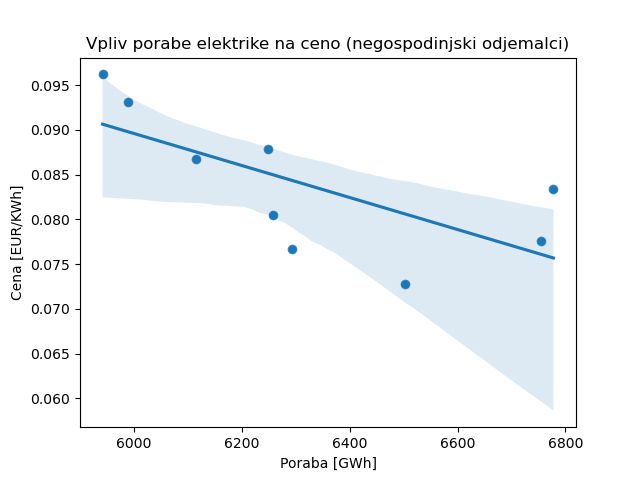 Vpliv porabe elektrike na ceno (negospodinjski odjemalci)
0.095
0.090
0.085
0.080
0.075
0.070
0.065
0.060
Cena [EUR/KWh]
6000 6200 6400 6600 6800
Poraba [GWh]